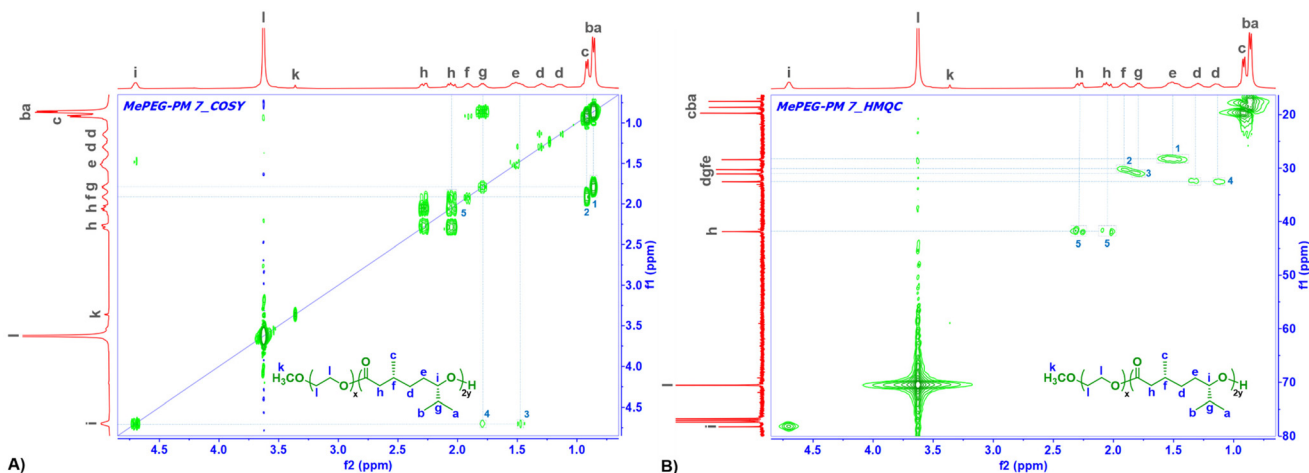 l
ba
c
i
k
h
h
f
g
e
d
d
MePEG-PM 7_COSY
ba
c
d
d
e
g
f
h
h
k
l
i
1.0
1.5
2.0
2.5
3.0
3.5
4.0
4.5
f1 (ppm)
5
2
1
4
3
k
H3CO
l
l
O
x
O
h
c
f
d
e
i
g
b
a
O
H
2y
4.5
4.0
3.5
3.0
2.5
2.0
1.5
1.0
f2 (ppm)
A)
l
ba
c
i
k
h
h
f
g
e
d
d
MePEG-PM 7_HMQC
cba
dgfe
h
l
i
20
30
40
50
60
70
80
f1 (ppm)
1
2
3
4
5
5
k
H3CO
l
l
O
x
O
h
c
f
d
e
i
g
b
a
O
H
2y
4.5
4.0
3.5
3.0
2.5
2.0
1.5
1.0
f2 (ppm)
B)